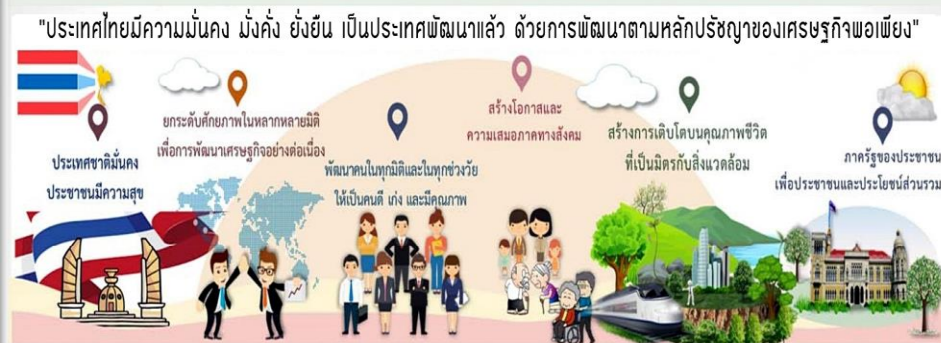 "ประเทศไทยมีความมั่นคง มั่งคั่ง ยั่งยืน เป็นประเทศพัฒนาแล้ว ด้วยการพัฒนาตามหลักปรัชญาของเศรษฐกิจพอเพียง"
ประเทศชาติมั่นคง
ประชาชนมีความสุข
ยกระดับศักยภาพในหลากหลายมิติ
เพื่อการพัฒนาเศรษฐกิจอย่างต่อเนื่อง
พัฒนาคนในทุกมิติและในทุกช่วงวัย
ให้เป็นคนดี เก่ง และมีคุณภาพ
สร้างโอกาสและ
ความเสมอภาคทางสังคม
สร้างการเติบโตบนคุณภาพชีวิต
ที่เป็นมิตรกับสิ่งแวดล้อม
ภาครัฐของประชาชน
เพื่อประชาชนและประโยชน์ส่วนรวม